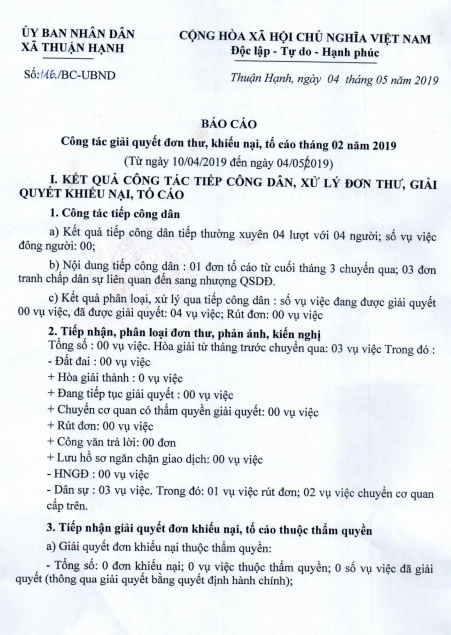 ỦY BAN NHÂN DÂN
XÃ THUẬN HẠNH
Số: 116./BC-UBND
CỘNG HÒA XÃ HỘI CHỦ NGHĨA VIỆT NAM
Độc lập - Tự do - Hạnh phúc
Thuận Hạnh, ngày 04 tháng 05 năm 2019
BÁO CÁO
Công tác giải quyết đơn thư, khiếu nại, tố cáo tháng 02 năm 2019
(Từ ngày 10/04/2019 đến ngày 04/05/2019)
I. KẾT QUẢ CÔNG TÁC TIẾP CÔNG DÂN, XỬ LÝ ĐƠN THƯ, GIẢI
QUYẾT KHIẾU NẠI, TỐ CÁO
1. Công tác tiếp công dân
a) Kết quả tiếp công dân tiếp thường xuyên 04 lượt với 04 người; số vụ việc
đông người: 00;
b) Nội dung tiếp công dân : 01 đơn tố cáo từ cuối tháng 3 chuyển qua; 03 đơn
tranh chấp dân sự liên quan đến sang nhượng QSDĐ.
c) Kết quả phân loại, xử lý qua tiếp công dân : số vụ việc đang được giải quyết
00 vụ việc, đã được giải quyết: 04 vụ việc; Rút đơn: 00 vụ việc
2. Tiếp nhận, phân loại đơn thư, phản ánh, kiến nghị
Tổng số : 00 vụ việc. Hòa giải từ tháng trước chuyển qua: 03 vụ việc Trong đó :
- Đất đai : 00 vụ việc
+ Hòa giải thành : 0 vụ việc
+ Đang tiếp tục giải quyết : 00 vụ việc
+ Chuyển cơ quan có thẩm quyền giải quyết: 00 vụ việc
+ Rút đơn: 00 vụ việc
+ Công văn trả lời: 00 đơn
+ Lưu hồ sơ ngăn chặn giao dịch: 00 vụ việc
- HNGĐ : 00 vụ việc
- Dân sự : 03 vụ việc. Trong đó: 01 vụ việc rút đơn; 02 vụ việc chuyển cơ quan
cấp trên.
3. Tiếp nhận giải quyết đơn khiếu nại, tố cáo thuộc thẩm quyền
a) Giải quyết đơn khiếu nại thuộc thẩm quyền:
- Tổng số: 0 đơn khiếu nại; 0 vụ việc thuộc thẩm quyền; 0 số vụ việc đã giải
quyết (thông qua giải quyết bằng quyết định hành chính);